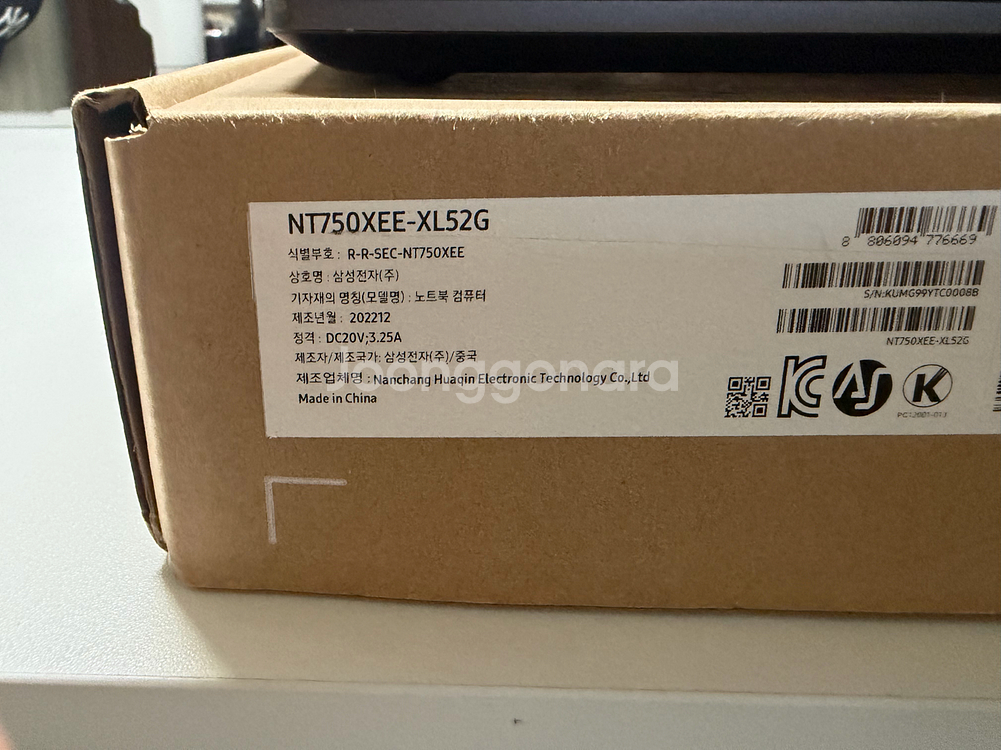 NT750XEE-XL52G
식별부호 : R-R-SEC-NT750XEE
상호명 : 삼성전자(주)
기자재의 명칭(모델명) : 노트북 컴퓨터
제조년월 : 202212
정격 : DC20V;3.25A
제조자/제조국가: 삼성전자(주)/중국
제조업체명 : Nanchang Huaqin Electronic Technology Co.,Ltd
Made in China
8 806094 776669
S/N:KUMG99YTC0008B
NT750XEE-XL52G
K
Joonggonara